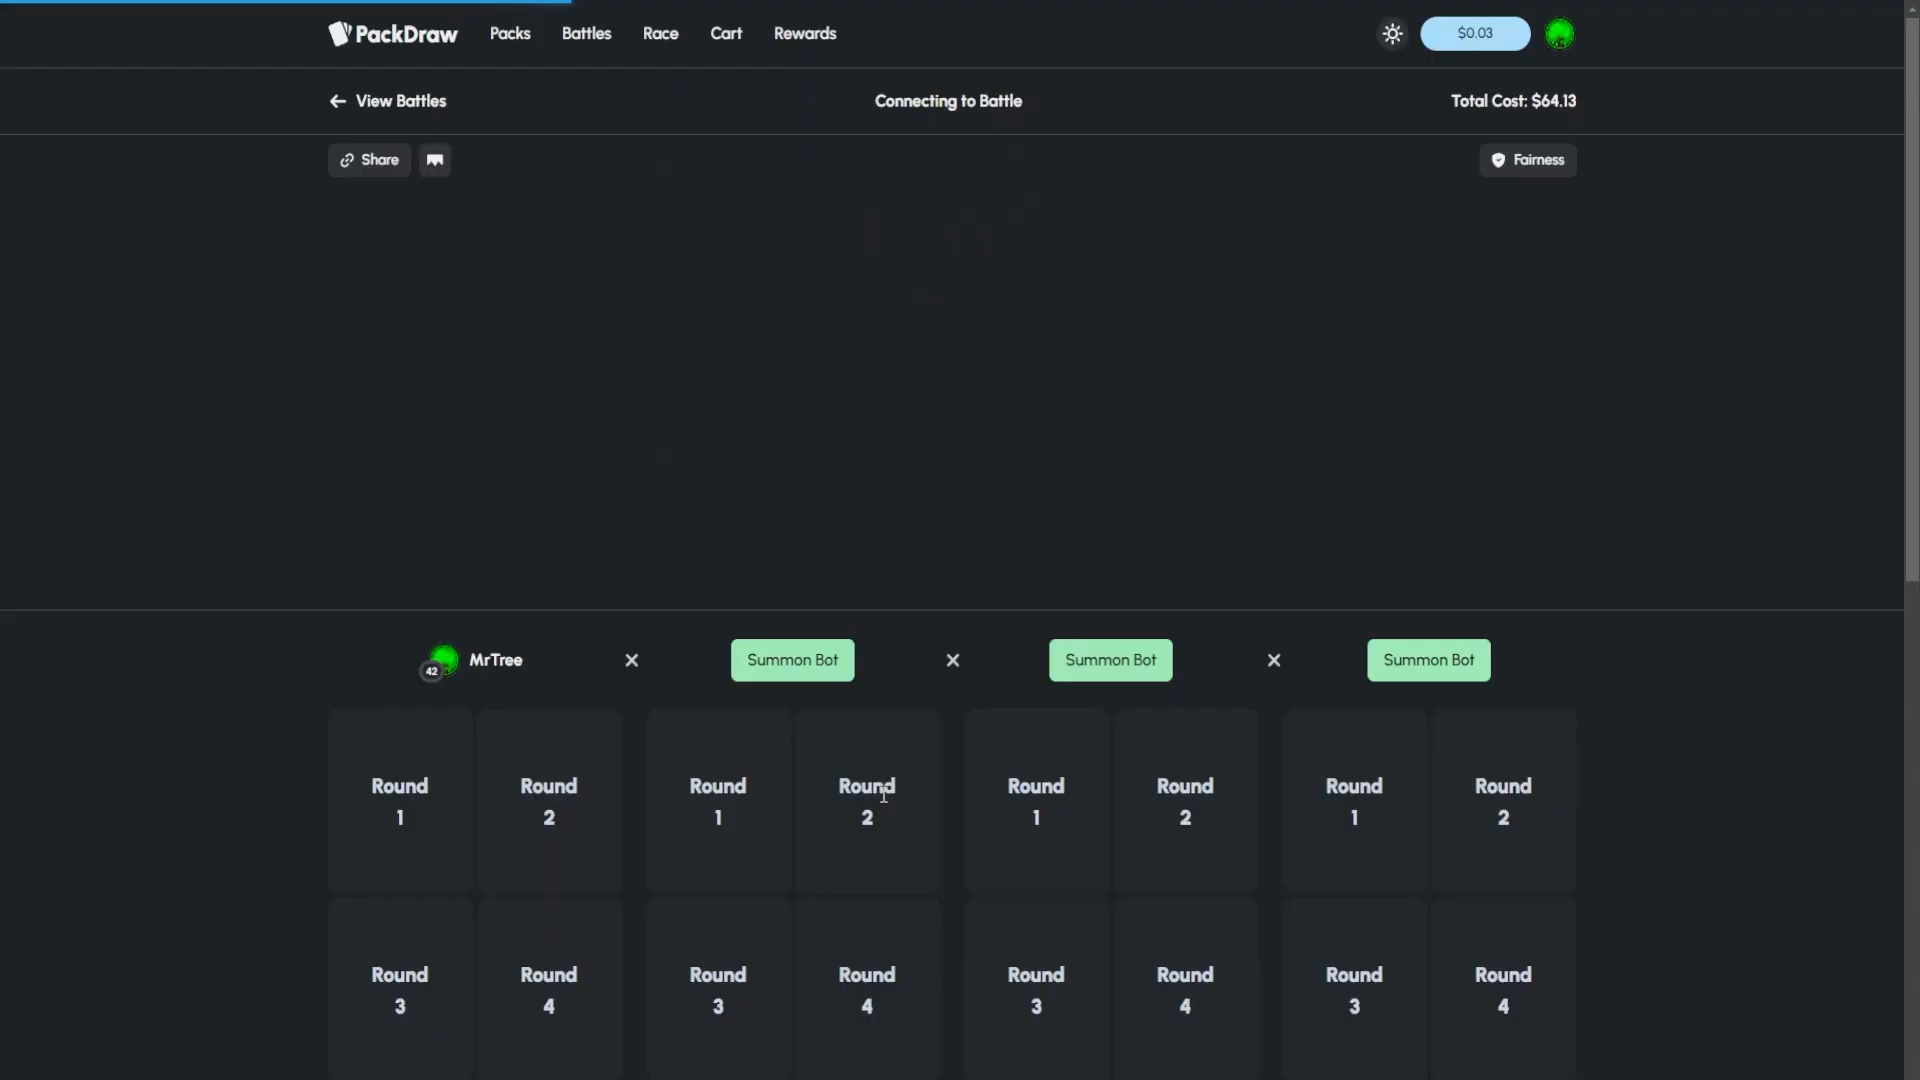 PackDraw Packs Battles Race Cart Rewards $0.03
View Battles Connecting to Battle Total Cost: $64.13
Share Fairness
42 MrTree Summon Bot Summon Bot Summon Bot
Round Round Round Round Round Round Round Round
1 2 1 2 1 2 1 2
Round Round Round Round Round Round Round Round
3 4 3 4 3 4 3 4